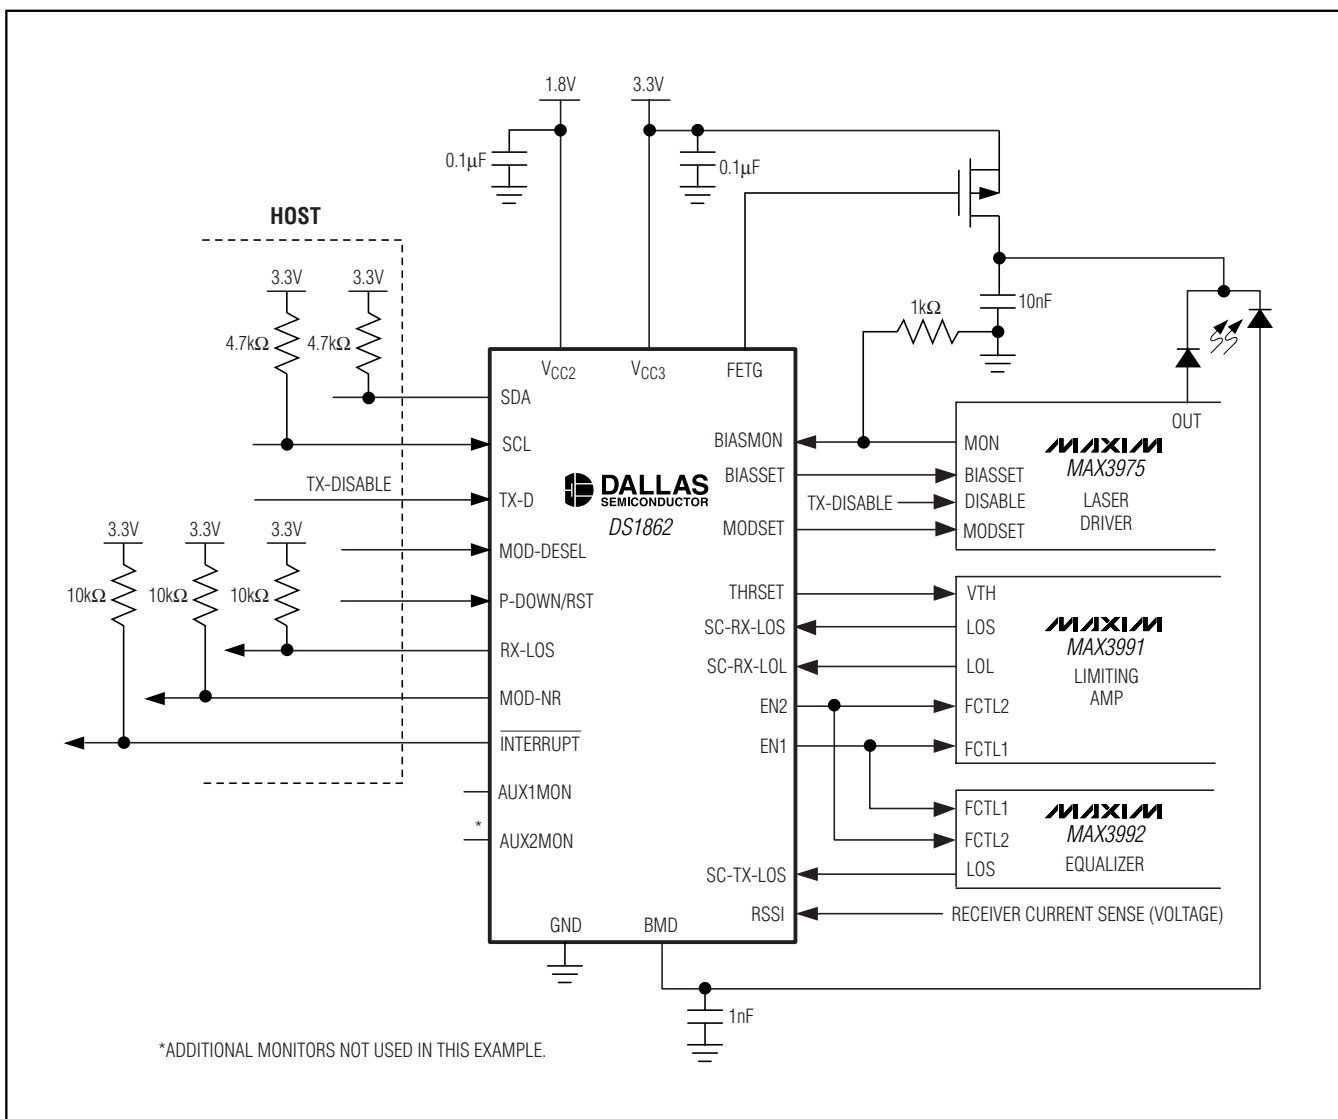 1.8V
3.3V
0.1µF
0.1µF
HOST
3.3V
3.3V
4.7kΩ
4.7kΩ
1kΩ
10nF
VCC2
VCC3
FETG
SDA
SCL
TX-DISABLE
TX-D
MOD-DESEL
P-DOWN/RST
RX-LOS
MOD-NR
INTERRUPT
AUX1MON
*
AUX2MON
3.3V
3.3V
3.3V
10kΩ
10kΩ
10kΩ
DALLAS
SEMICONDUCTOR
DS1862
BIASMON
BIASSET
MODSET
THRSET
SC-RX-LOS
SC-RX-LOL
EN2
EN1
SC-TX-LOS
RSSI
GND
BMD
OUT
MON
BIASSET
TX-DISABLE
DISABLE
MODSET
MAXIM
MAX3975
LASER
DRIVER
VTH
LOS
LOL
FCTL2
FCTL1
MAXIM
MAX3991
LIMITING
AMP
FCTL1
FCTL2
LOS
MAXIM
MAX3992
EQUALIZER
RECEIVER CURRENT SENSE (VOLTAGE)
1nF
*ADDITIONAL MONITORS NOT USED IN THIS EXAMPLE.